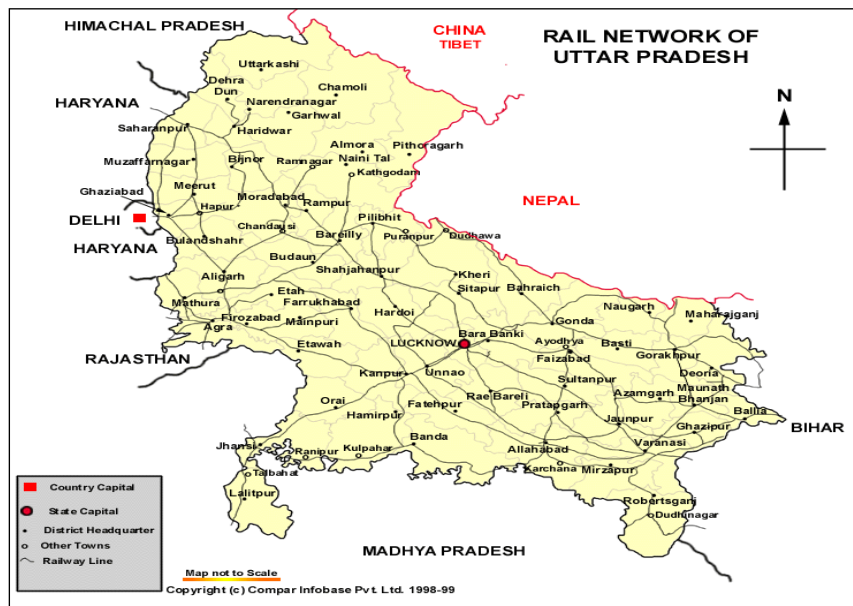 HIMACHAL PRADESH
CHINA
TIBET
RAIL NETWORK OF
UTTAR PRADESH
Uttarkashi
Dehra
Dun
Chamoli
Narendranagar
Garhwal
HARYANA
Saharanpur
Haridwar
N
Almora
Pithoragarh
Muzaffarnagar
Bijnor
Ramnagar
Naini Tal
Kathgodam
Ghaziabad
Meerut
Hapur
Moradabad
Rampur
NEPAL
DELHI
Pilibhit
Chandausi
Puranpur
Dudhawa
HARYANA
Bulandshahr
Bareilly
Budaun
Aligarh
Shahjahanpur
Kheri
Etah
Sitapur
Bahraich
Mathura
Farrukhabad
Naugarh
Maharajganj
Firozabad
Mainpuri
Hardoi
Agra
Gonda
Bara Banki
LUCKNOW
Ayodhya
Basti
Etawah
Faizabad
Gorakhpur
RAJASTHAN
Kanpur
Unnao
Deoria
Sultanpur
Maunath
Bhanjan
Orai
Rae Bareli
Azamgarh
Hamirpur
Fatehpur
Pratapgarh
Ballia
Jaunpur
Ghazipur
BIHAR
Jhansi
Ranipur
Kulpahar
Banda
Allahabad
Varanasi
Talbahat
Karchana
Mirzapur
Lalitpur
Robertsganj
Dudhinagar
Country Capital
State Capital
District Headquarter
Other Towns
Railway Line
MADHYA PRADESH
Map not to Scale
Copyright (c) Compar Infobase Pvt. Ltd. 1998-99